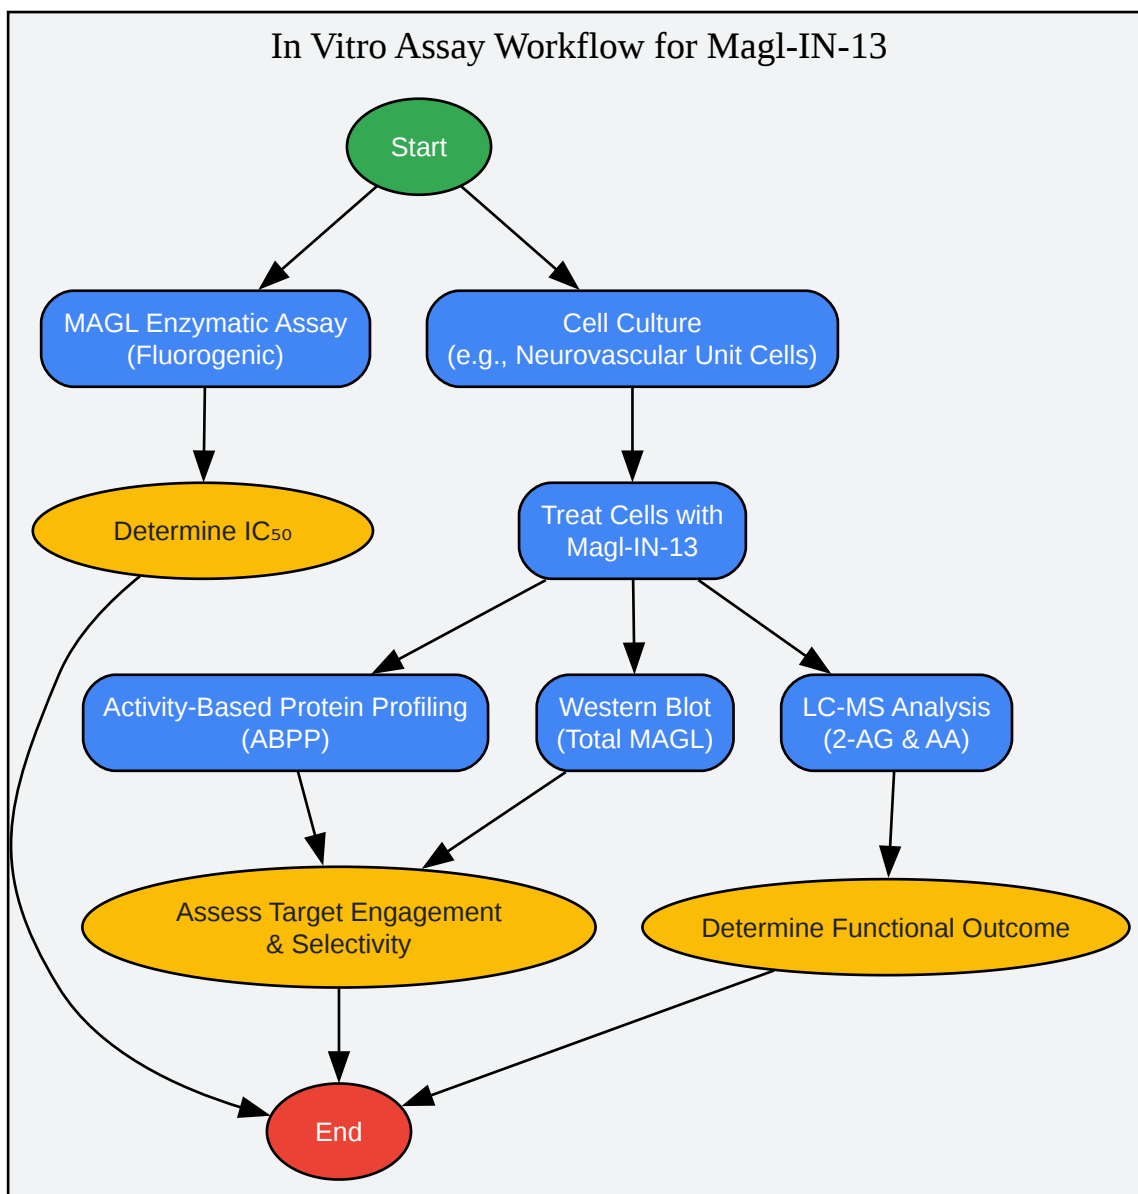 In Vitro Assay Workflow for Magl-IN-13
Start
MAGL Enzymatic Assay
(Fluorogenic)
Cell Culture
(e.g., Neurovascular Unit Cells)
Determine IC₅₀
Treat Cells with
Magl-IN-13
Activity-Based Protein Profiling
(ABPP)
Western Blot
(Total MAGL)
LC-MS Analysis
(2-AG & AA)
Assess Target Engagement
& Selectivity
Determine Functional Outcome
End